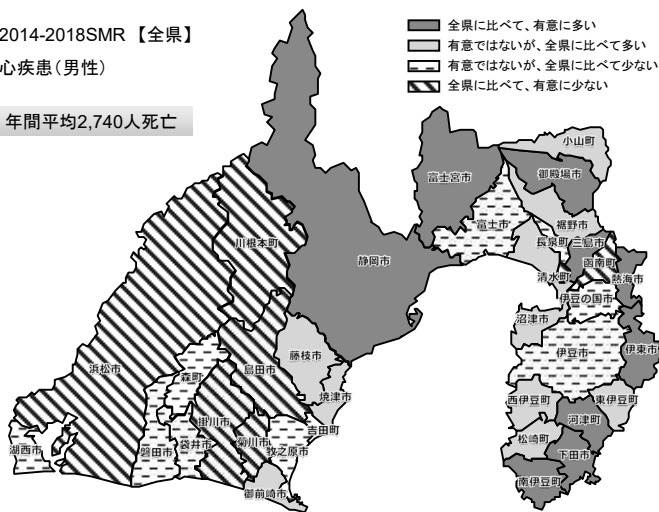 2014-2018SMR 【全県】
心疾患(男性)
年間平均2,740人死亡
全県に比べて、有意に多い
有意ではないが、全県に比べて多い
有意ではないが、全県に比べて少ない
全県に比べて、有意に少ない
小山町
御殿場市
富士宮市
裾野市
富士市
長泉町
三島市
函南町
川根本町
静岡市
清水町
熱海市
伊豆の国市
沼津市
伊豆市
伊東市
藤枝市
島田市
浜松市
森町
焼津市
西伊豆町
東伊豆町
掛川市
吉田町
河津町
湖西市
磐田市
袋井市
菊川市
牧之原市
松崎町
下田市
御前崎市
南伊豆町